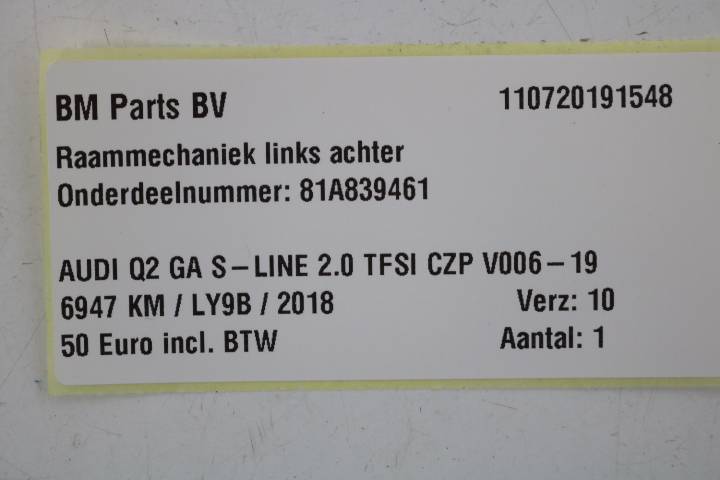 BM Parts BV 110720191548
Raammechaniek links achter
Onderdeelnummer: 81A839461
AUDI Q2 GA S-LINE 2.0 TFSI CZP V006-19
6947 KM / LY9B / 2018 Verz: 10
50 Euro incl. BTW Aantal: 1